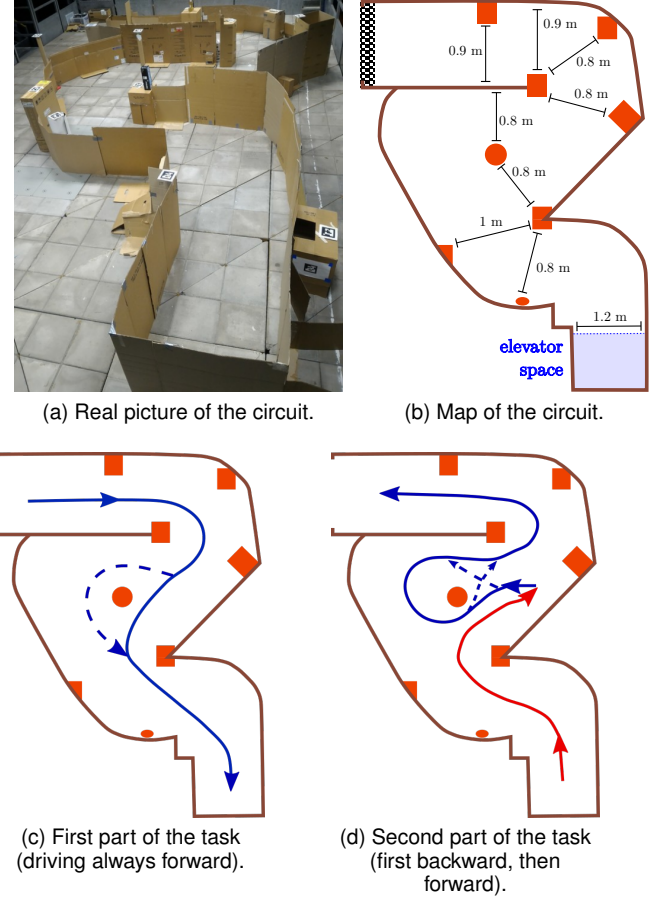 0.9 m
0.9 m
0.8 m
0.8 m
0.8 m
0.8 m
1 m
0.8 m
1.2 m
elevator
space
(a) Real picture of the circuit.
(b) Map of the circuit.
(c) First part of the task
(driving always forward).
(d) Second part of the task
(first backward, then
forward).